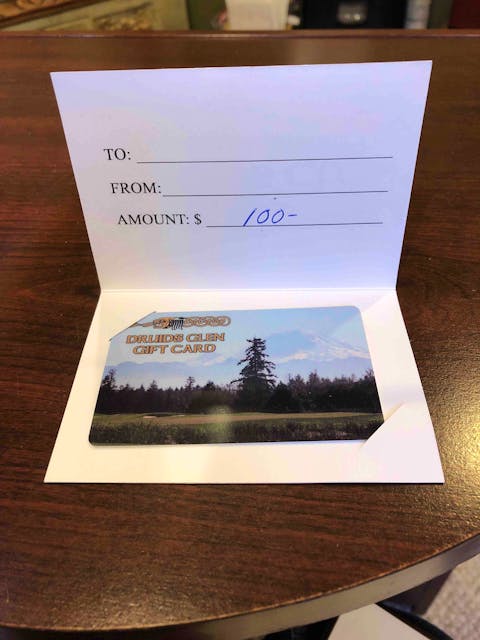 TO:
FROM:
AMOUNT: $ 100-
DRUIDS GLEN
GIFT CARD